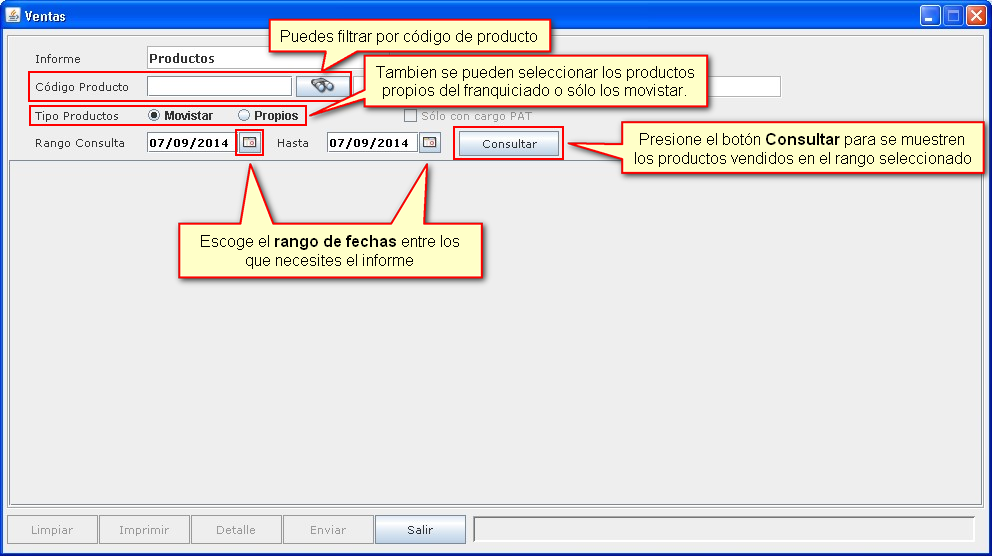 Ventas
Puedes filtrar por código de producto
Informe
Productos
Tambien se pueden seleccionar los productos
propios del franquiciado o sólo los movistar.
Código Producto
Tipo Productos
Movistar
Propios
Sólo con cargo PAT
Rango Consulta
07/09/2014
Hasta
07/09/2014
Consultar
Presione el botón Consultar para se muestren
los productos vendidos en el rango seleccionado
Escoge el rango de fechas entre los
que necesites el informe
Limpiar
Imprimir
Detalle
Enviar
Salir